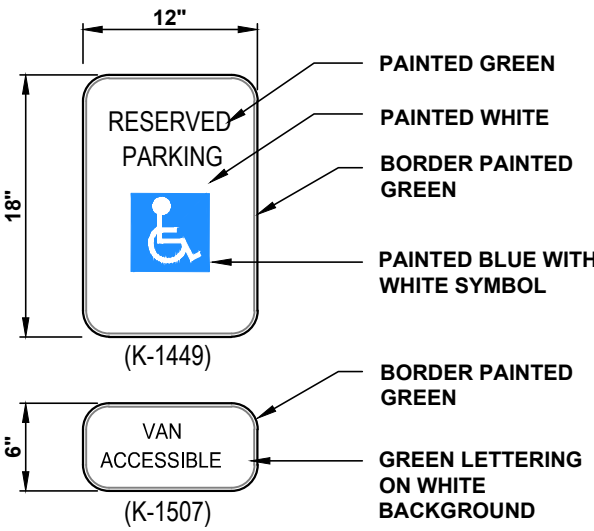 12"
PAINTED GREEN
RESERVED
PARKING
PAINTED WHITE
BORDER PAINTED
GREEN
18"
PAINTED BLUE WITH
WHITE SYMBOL
(K-1449)
BORDER PAINTED
GREEN
6"
VAN
ACCESSIBLE
GREEN LETTERING
ON WHITE
BACKGROUND
(K-1507)